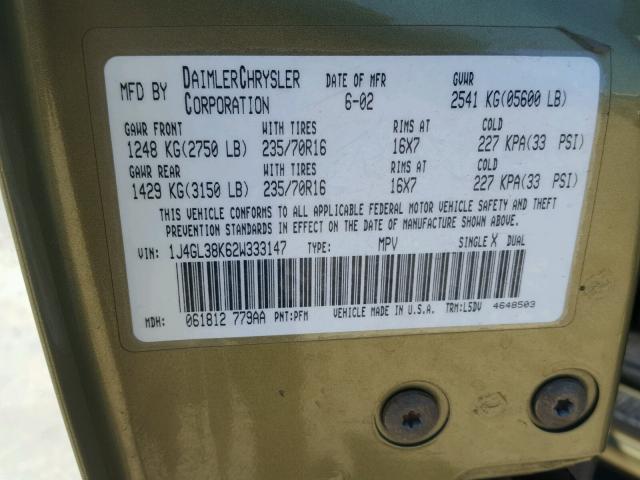 MFD BY DAIMLERCHRYSLER CORPORATION DATE OF MFR 6-02 GVWR 2541 KG(05600 LB)
GAWR FRONT WITH TIRES RIMS AT COLD
1248 KG(2750 LB) 235/70R16 16X7 227 KPA(33 PSI)
GAWR REAR WITH TIRES RIMS AT COLD
1429 KG(3150 LB) 235/70R16 16X7 227 KPA(33 PSI)
THIS VEHICLE CONFORMS TO ALL APPLICABLE FEDERAL MOTOR VEHICLE SAFETY AND THEFT
PREVENTION STANDARDS IN EFFECT ON THE DATE OF MANUFACTURE SHOWN ABOVE.
VIN: 1J4GL38K62W333147 TYPE: MPV SINGLE X DUAL
MDH: 061812 779AA PNT:PFM VEHICLE MADE IN U.S.A. TRM:L5DV 4648503